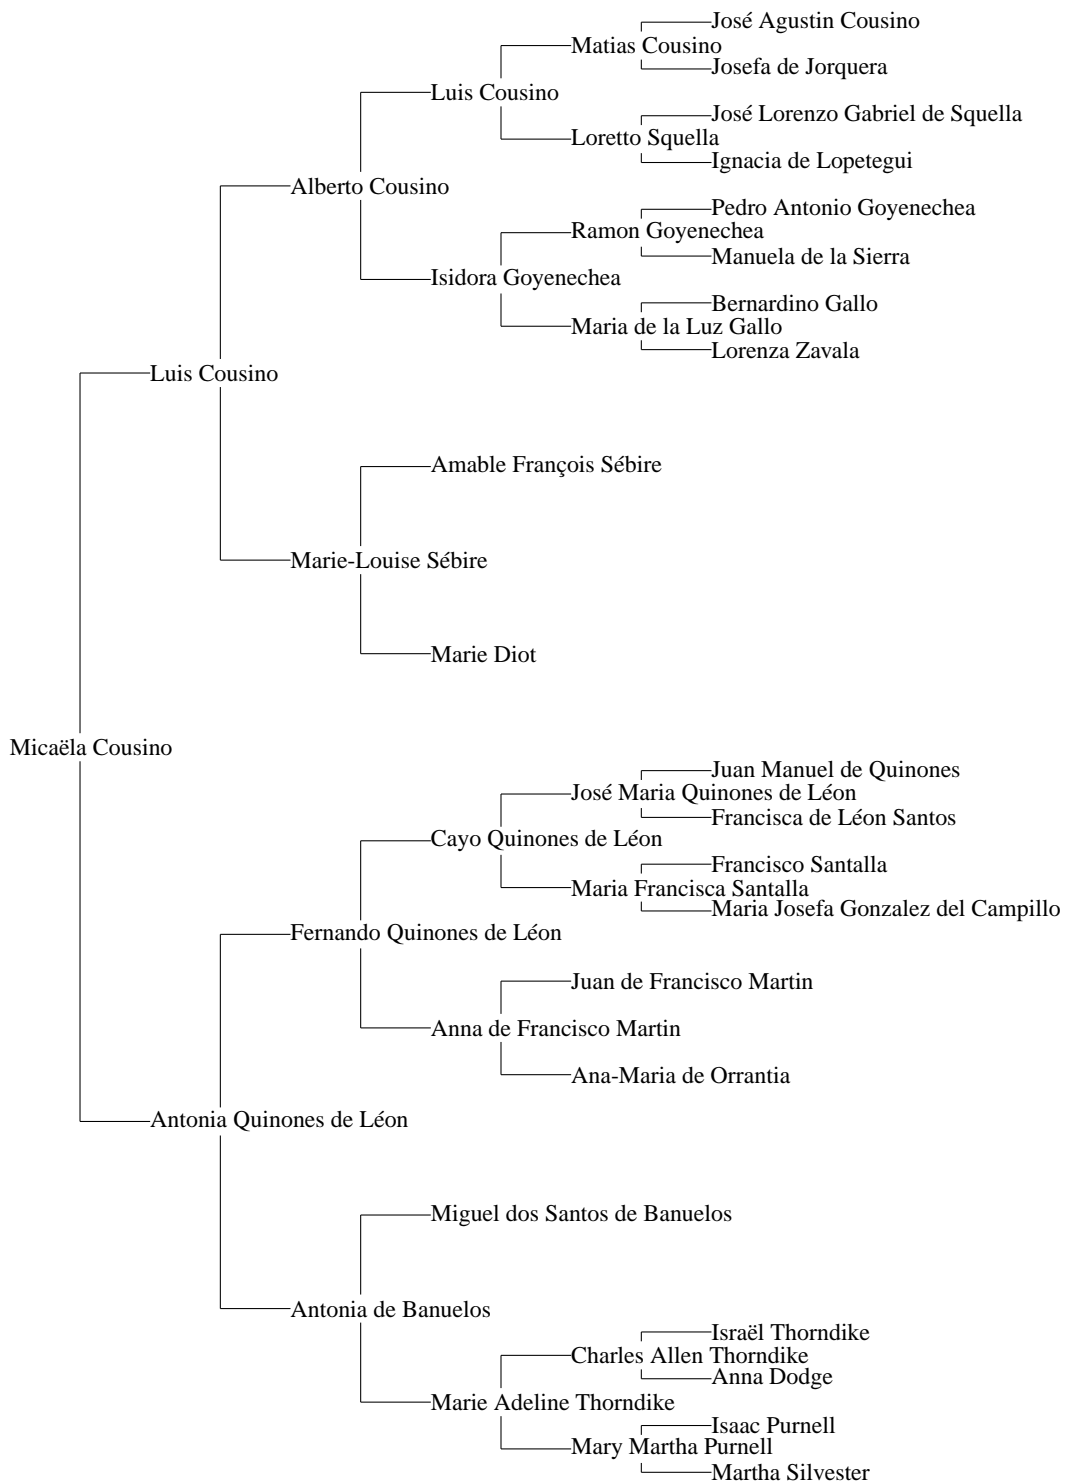 José Agustin Cousino
Matias Cousino
Josefa de Jorquera
Luis Cousino
José Lorenzo Gabriel de Squella
Loretto Squella
Ignacia de Lopetegui
Alberto Cousino
Pedro Antonio Goyenechea
Ramon Goyenechea
Manuela de la Sierra
Isidora Goyenechea
Bernardino Gallo
Maria de la Luz Gallo
Lorenza Zavala
Luis Cousino
Amable François Sébire
Marie-Louise Sébire
Marie Diot
Micaëla Cousino
Juan Manuel de Quinones
José Maria Quinones de Léon
Francisca de Léon Santos
Cayo Quinones de Léon
Francisco Santalla
Maria Francisca Santalla
Maria Josefa Gonzalez del Campillo
Fernando Quinones de Léon
Juan de Francisco Martin
Anna de Francisco Martin
Ana-Maria de Orrantia
Antonia Quinones de Léon
Miguel dos Santos de Banuelos
Antonia de Banuelos
Israël Thorndike
Charles Allen Thorndike
Anna Dodge
Marie Adeline Thorndike
Isaac Purnell
Mary Martha Purnell
Martha Silvester